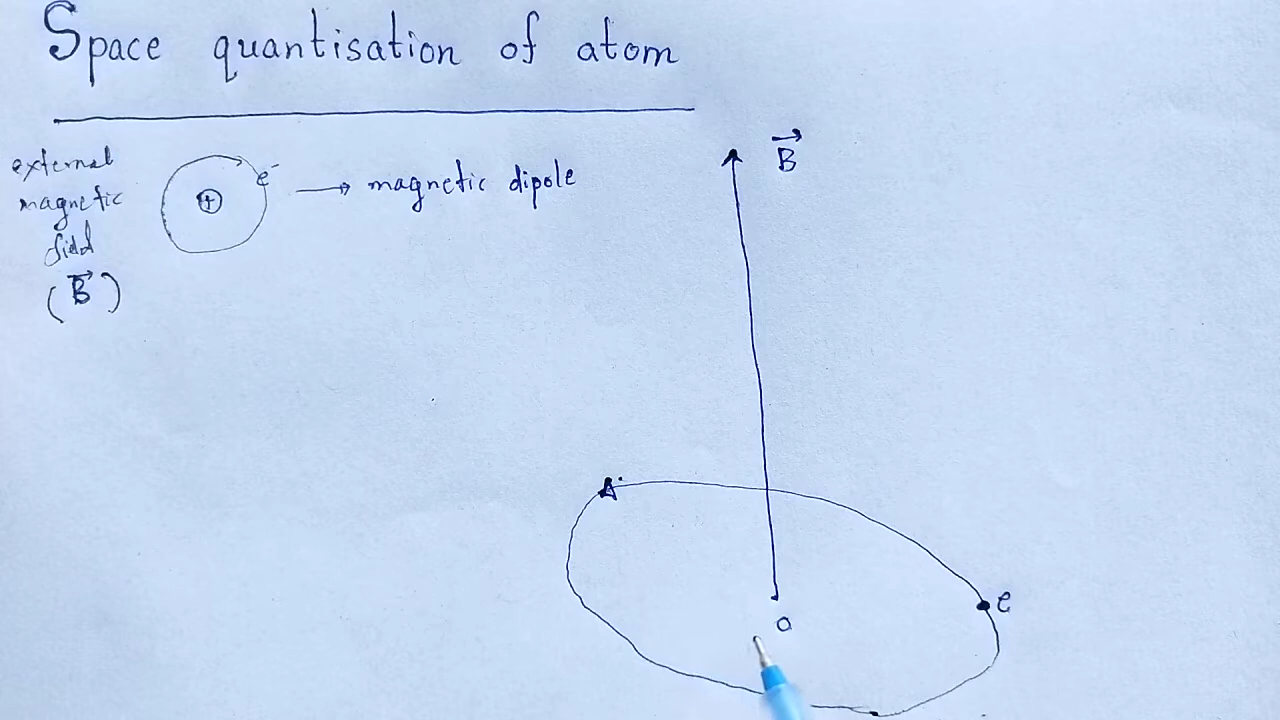 Space quantisation of atom
external
magnetic
field
(B⃗)
+
e⁻
→ magnetic dipole
B⃗
A
e
O